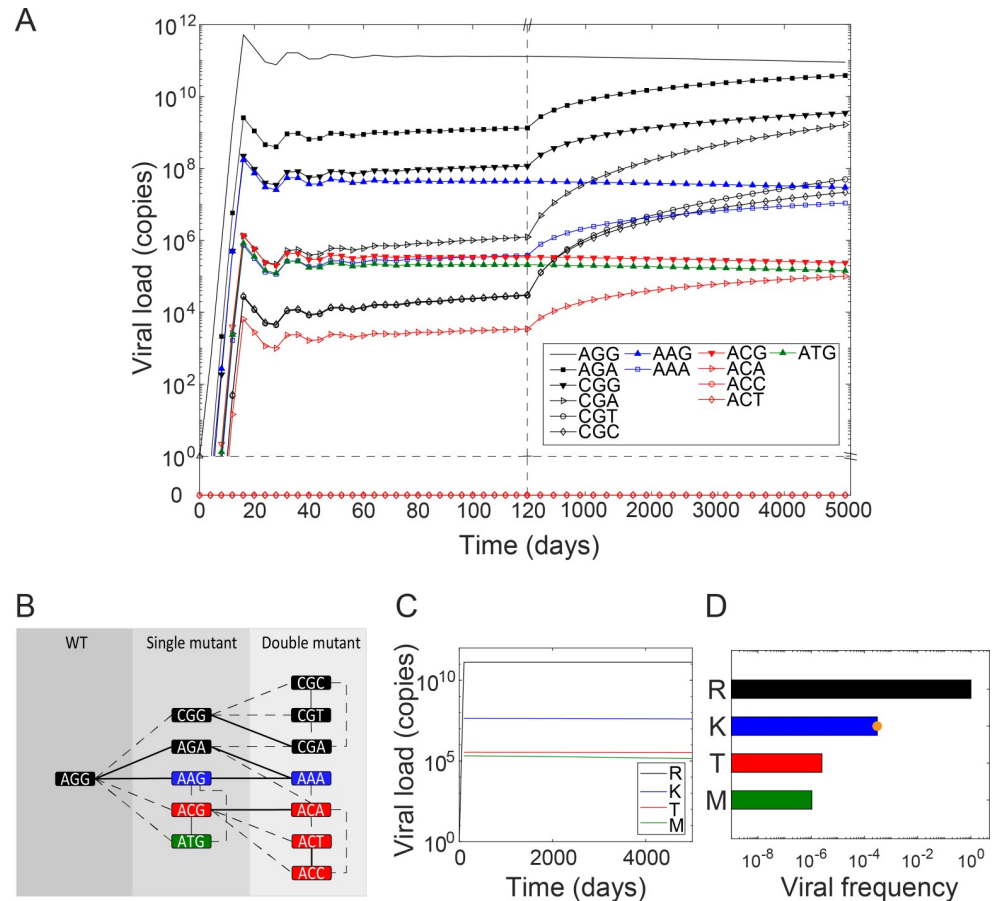 A
Viral load (copies)
10^12
10^10
10^8
10^6
10^4
10^2
10^0
0
0 20 40 60 80 100 120 1000 2000 3000 4000 5000
Time (days)
AGG AAG ACG ATG
AGA AAA ACA
CGG ACC
CGA ACT
CGT
CGC
B
WT Single mutant Double mutant
CGC
CGG CGT
AGA CGA
AGG AAG AAA
ACG ACA
ATG ACT
ACC
C
Viral load (copies)
10^10
10^5
10^0
0 2000 4000
Time (days)
R
K
T
M
D
R
K
T
M
10^-8 10^-6 10^-4 10^-2 10^0
Viral frequency